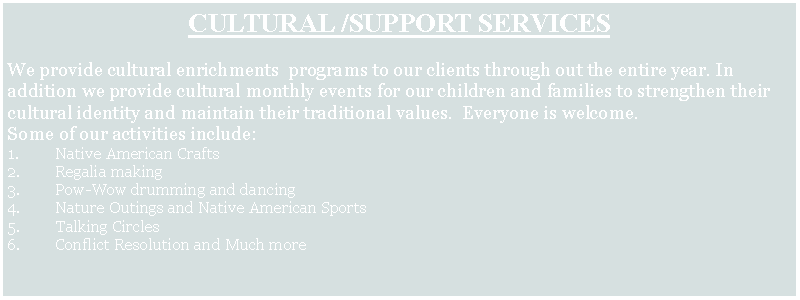 CULTURAL /SUPPORT SERVICES
We provide cultural enrichments  programs to our clients through out the entire year. In
addition we provide cultural monthly events for our children and families to strengthen their
cultural identity and maintain their traditional values.  Everyone is welcome.
Some of our activities include:
1. Native American Crafts
2. Regalia making
3. Pow-Wow drumming and dancing
4. Nature Outings and Native American Sports
5. Talking Circles
6. Conflict Resolution and Much more